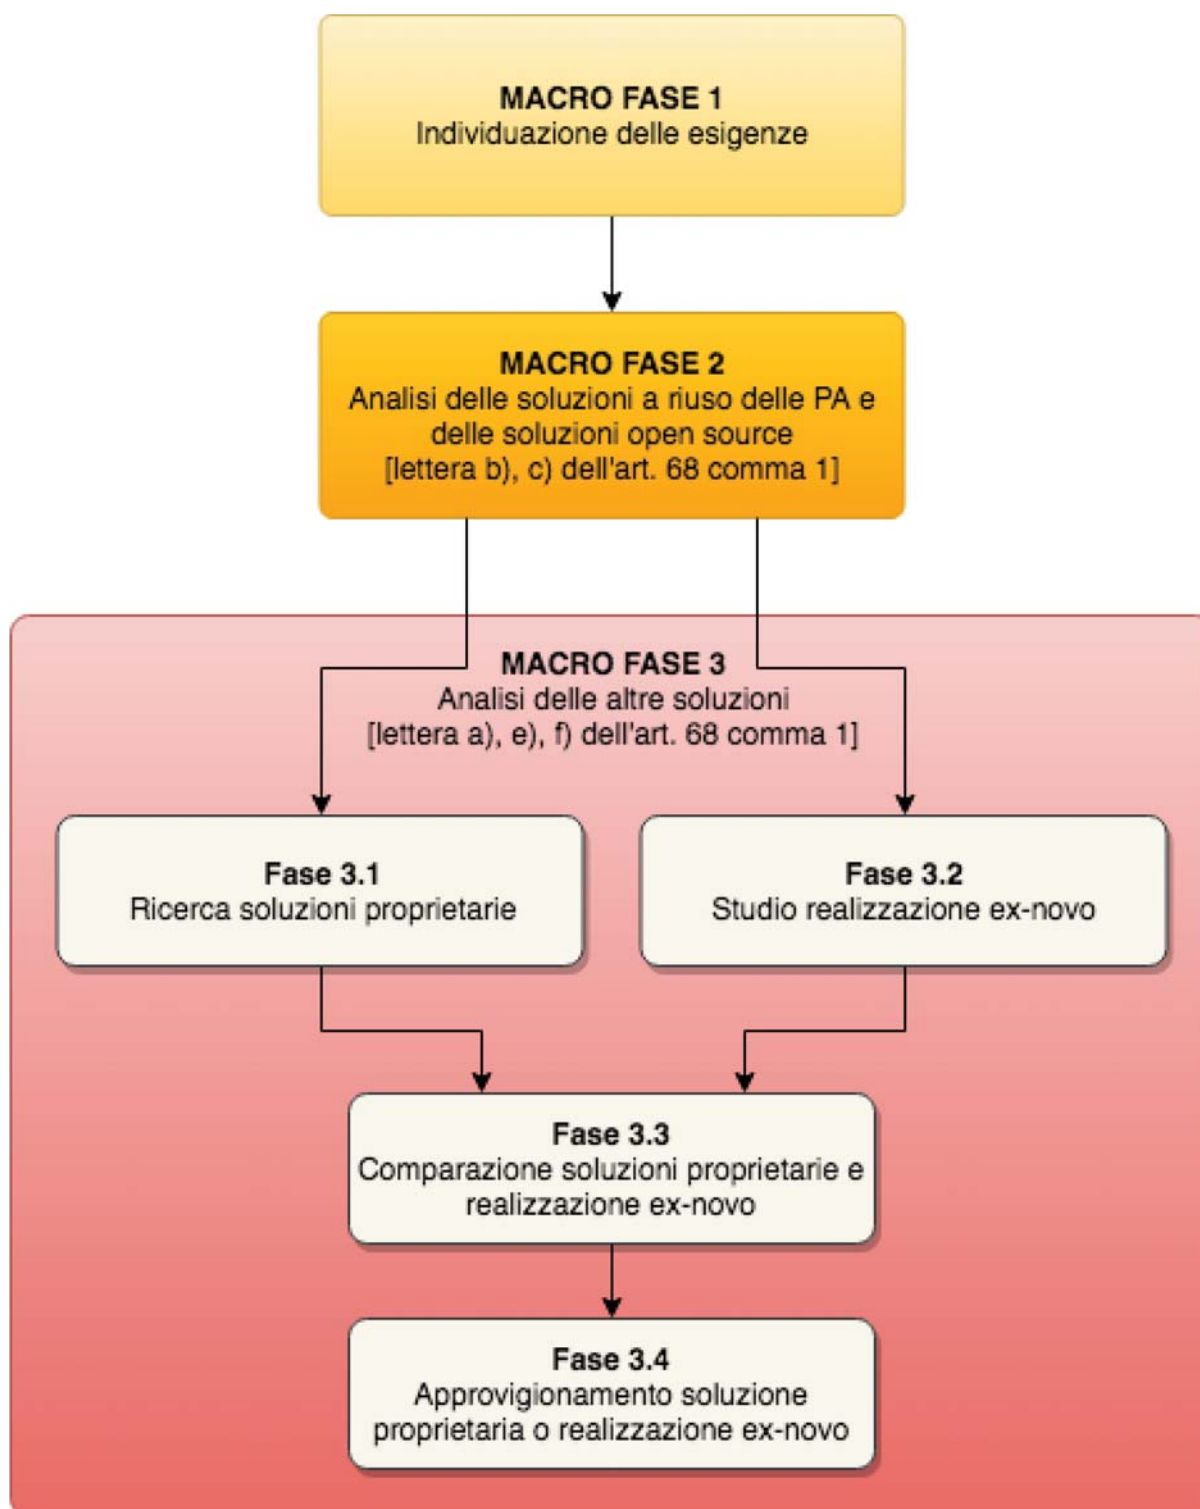 MACRO FASE 1
Individuazione delle esigenze
MACRO FASE 2
Analisi delle soluzioni a riuso delle PA e
delle soluzioni open source
[lettera b), c) dell'art. 68 comma 1]
MACRO FASE 3
Analisi delle altre soluzioni
[lettera a), e), f) dell'art. 68 comma 1]
Fase 3.1
Ricerca soluzioni proprietarie
Fase 3.2
Studio realizzazione ex-novo
Fase 3.3
Comparazione soluzioni proprietarie e
realizzazione ex-novo
Fase 3.4
Approvigionamento soluzione
proprietaria o realizzazione ex-novo